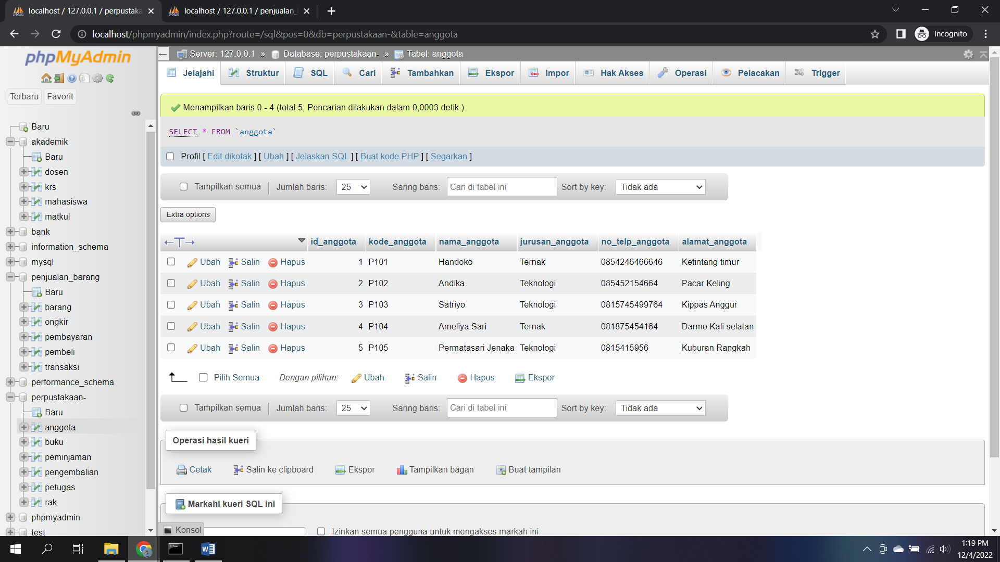 localhost / 127.0.0.1 / perpustaka
localhost / 127.0.0.1 / penjualan_
localhost/phpmyadmin/index.php?route=/sql&pos=0&db=perpustakaan-&table=anggota
Incognito
phpMyAdmin
Terbaru Favorit
Baru
akademik
Baru
dosen
krs
mahasiswa
matkul
bank
information_schema
mysql
penjualan_barang
Baru
barang
ongkir
pembayaran
pembeli
transaksi
performance_schema
perpustakaan-
Baru
anggota
buku
peminjaman
pengembalian
petugas
rak
phpmyadmin
test
Server: 127.0.0.1 » Database: perpustakaan- » Tabel: anggota
Jelajahi Struktur SQL Cari Tambahkan Ekspor Impor Hak Akses Operasi Pelacakan Trigger
Menampilkan baris 0 - 4 (total 5, Pencarian dilakukan dalam 0,0003 detik.)
SELECT * FROM `anggota`
Profil [ Edit dikotak ] [ Ubah ] [ Jelaskan SQL ] [ Buat kode PHP ] [ Segarkan ]
Tampilkan semua Jumlah baris: 25 Saring baris: Cari di tabel ini Sort by key: Tidak ada
Extra options
id_anggota kode_anggota nama_anggota jurusan_anggota no_telp_anggota alamat_anggota
Ubah Salin Hapus 1 P101 Handoko Ternak 0854246466646 Ketintang timur
Ubah Salin Hapus 2 P102 Andika Teknologi 085452154664 Pacar Keling
Ubah Salin Hapus 3 P103 Satriyo Teknologi 0815745499764 Kippas Anggur
Ubah Salin Hapus 4 P104 Ameliya Sari Ternak 081875454164 Darmo Kali selatan
Ubah Salin Hapus 5 P105 Permatasari Jenaka Teknologi 0815415956 Kuburan Rangkah
Pilih Semua Dengan pilihan: Ubah Salin Hapus Ekspor
Tampilkan semua Jumlah baris: 25 Saring baris: Cari di tabel ini Sort by key: Tidak ada
Operasi hasil kueri
Cetak Salin ke clipboard Ekspor Tampilkan bagan Buat tampilan
Markahi kueri SQL ini
Konsol
Izinkan semua pengguna untuk mengakses markah ini
1:19 PM
12/4/2022